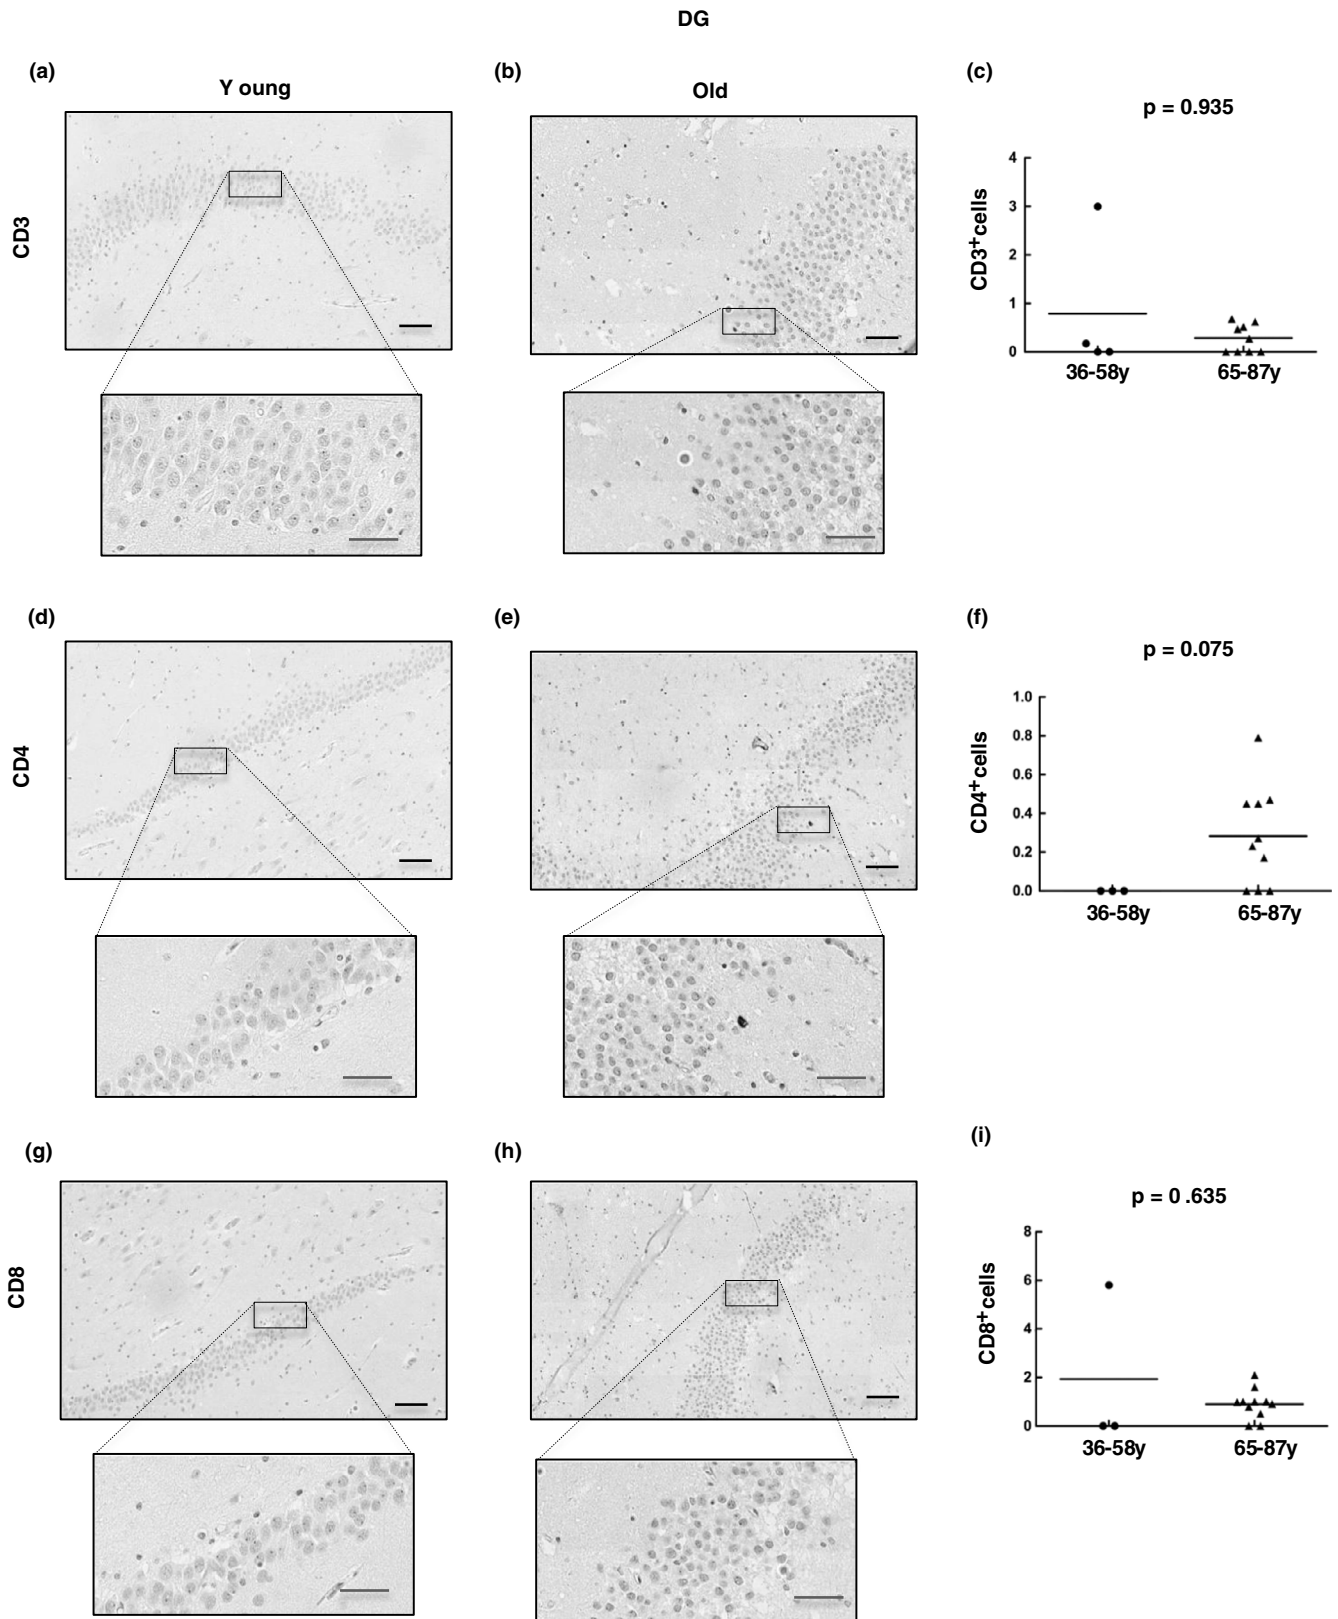 DG
(a)
Y oung
(b)
Old
(c)
p = 0.935
CD3
CD3+cells
4
3
2
1
0
36-58y
65-87y
(d)
(e)
(f)
p = 0.075
CD4
CD4+cells
1.0
0.8
0.6
0.4
0.2
0.0
36-58y
65-87y
(g)
(h)
(i)
p = 0 .635
CD8
CD8+cells
8
6
4
2
0
36-58y
65-87y